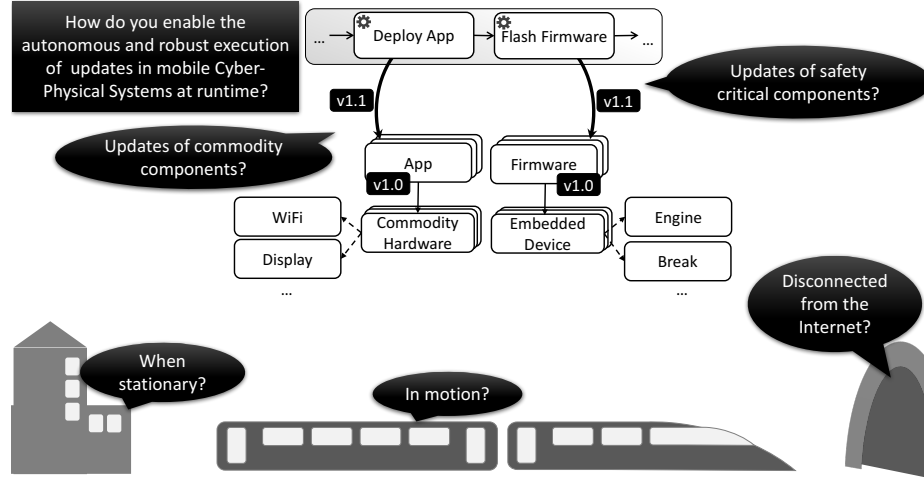 How do you enable the
autonomous and robust execution
of updates in mobile Cyber-
Physical Systems at runtime?
...
Deploy App
Flash Firmware
...
v1.1
v1.1
Updates of safety
critical components?
Updates of commodity
components?
App
Firmware
v1.0
v1.0
WiFi
Commodity
Hardware
Embedded
Device
Engine
Display
Break
...
...
Disconnected
from the
Internet?
When
stationary?
In motion?